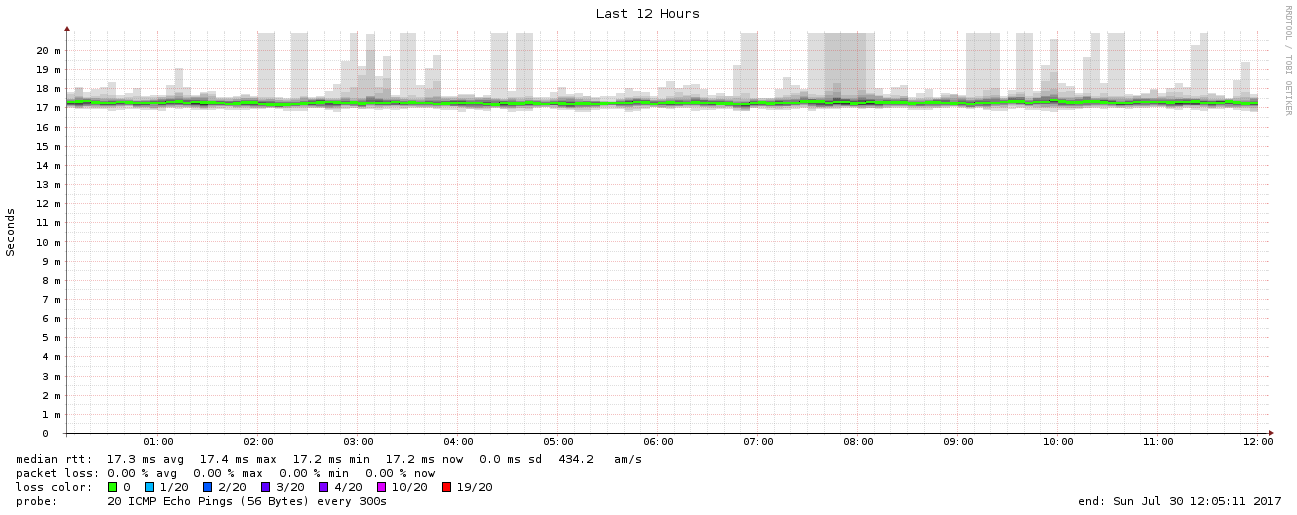 Last 12 Hours
RRDTOOL / TOBI OETIKER
Seconds
20 m
19 m
18 m
17 m
16 m
15 m
14 m
13 m
12 m
11 m
10 m
9 m
8 m
7 m
6 m
5 m
4 m
3 m
2 m
1 m
0
01:00 02:00 03:00 04:00 05:00 06:00 07:00 08:00 09:00 10:00 11:00 12:00
median rtt: 17.3 ms avg 17.4 ms max 17.2 ms min 17.2 ms now 0.0 ms sd 434.2 am/s
packet loss: 0.00 % avg 0.00 % max 0.00 % min 0.00 % now
loss color: 0 1/20 2/20 3/20 4/20 10/20 19/20
probe: 20 ICMP Echo Pings (56 Bytes) every 300s end: Sun Jul 30 12:05:11 2017